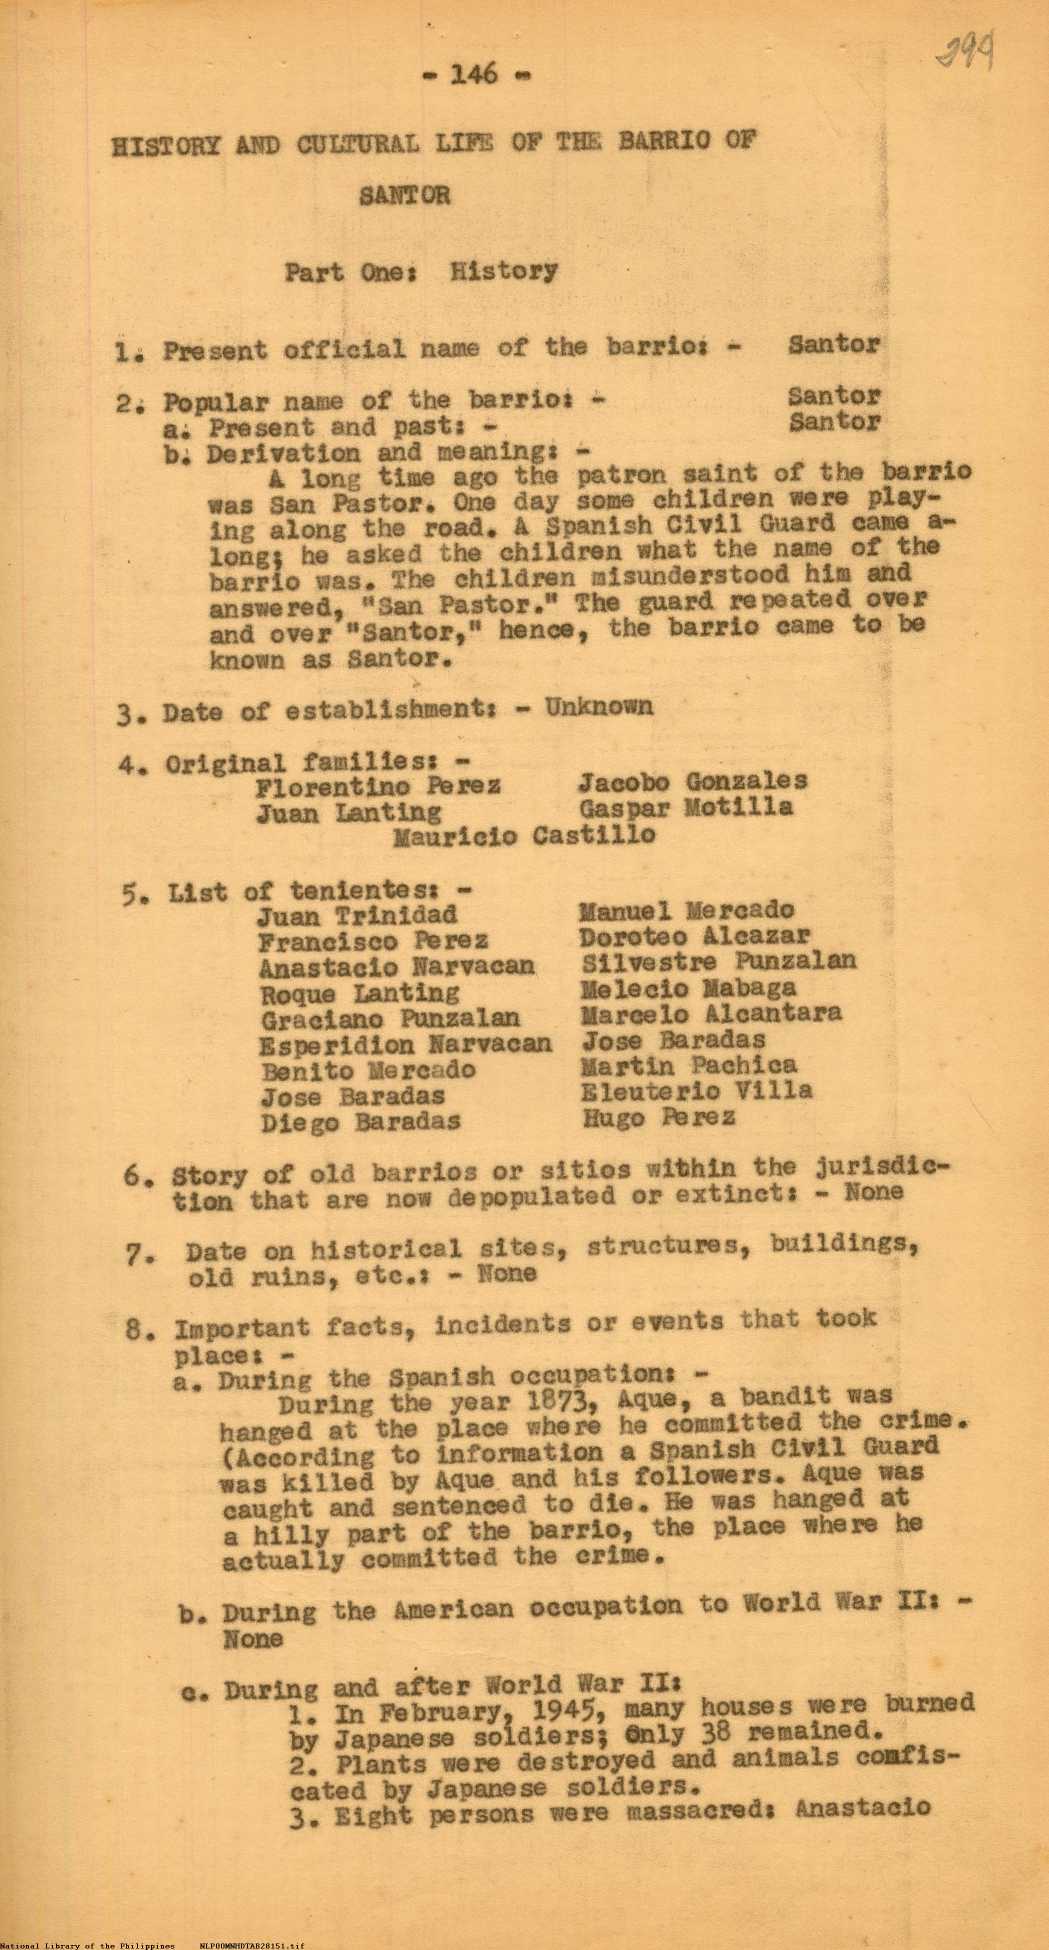 294
- 146 -
HISTORY AND CULTURAL LIFE OF THE BARRIO OF
SANTOR
Part One: History
1. Present official name of the barrio: - Santor
2. Popular name of the barrio: - Santor
a. Present and past: - Santor
b. Derivation and meaning: -
A long time ago the patron saint of the barrio
was San Pastor. One day some children were play-
ing along the road. A Spanish Civil Guard came a-
long; he asked the children what the name of the
barrio was. The children misunderstood him and
answered, "San Pastor." The guard repeated over
and over "Santor," hence, the barrio came to be
known as Santor.
3. Date of establishment: - Unknown
4. Original families: -
Florentino Perez Jacobo Gonzales
Juan Lanting Gaspar Motilla
Mauricio Castillo
5. List of tenientes: -
Juan Trinidad Manuel Mercado
Francisco Perez Doroteo Alcazar
Anastacio Narvacan Silvestre Punzalan
Roque Lanting Melecio Mabaga
Graciano Punzalan Marcelo Alcantara
Esperidion Narvacan Jose Baradas
Benito Mercado Martin Pachica
Jose Baradas Eleuterio Villa
Diego Baradas Hugo Perez
6. Story of old barrios or sitios within the jurisdic-
tion that are now depopulated or extinct: - None
7. Date on historical sites, structures, buildings,
old ruins, etc.: - None
8. Important facts, incidents or events that took
place: -
a. During the Spanish occupation: -
During the year 1873, Aque, a bandit was
hanged at the place where he committed the crime.
(According to information a Spanish Civil Guard
was killed by Aque and his followers. Aque was
caught and sentenced to die. He was hanged at
a hilly part of the barrio, the place where he
actually committed the crime.
b. During the American occupation to World War II: -
None
c. During and after World War II:
1. In February, 1945, many houses were burned
by Japanese soldiers; Only 38 remained.
2. Plants were destroyed and animals confis-
cated by Japanese soldiers.
3. Eight persons were massacred: Anastacio
National Library of the Philippines NLP00MNHDTAB28151.tif